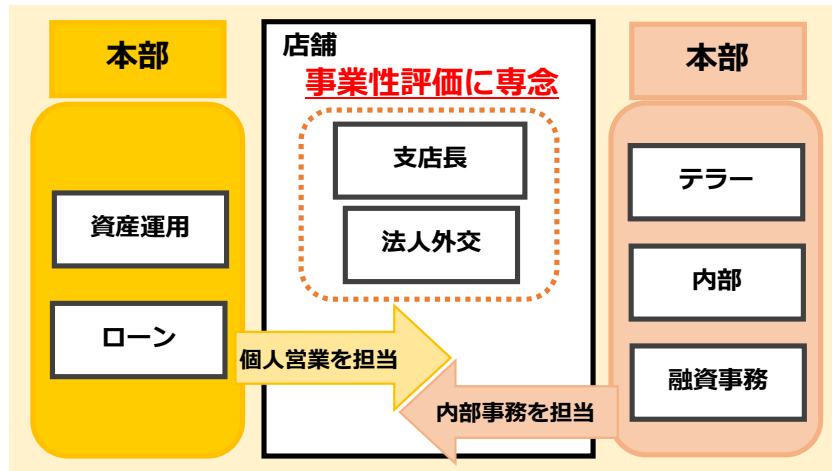 本部
資産運用
ローン
店舗
事業性評価に専念
支店長
法人外交
個人営業を担当
内部事務を担当
本部
テラー
内部
融資事務